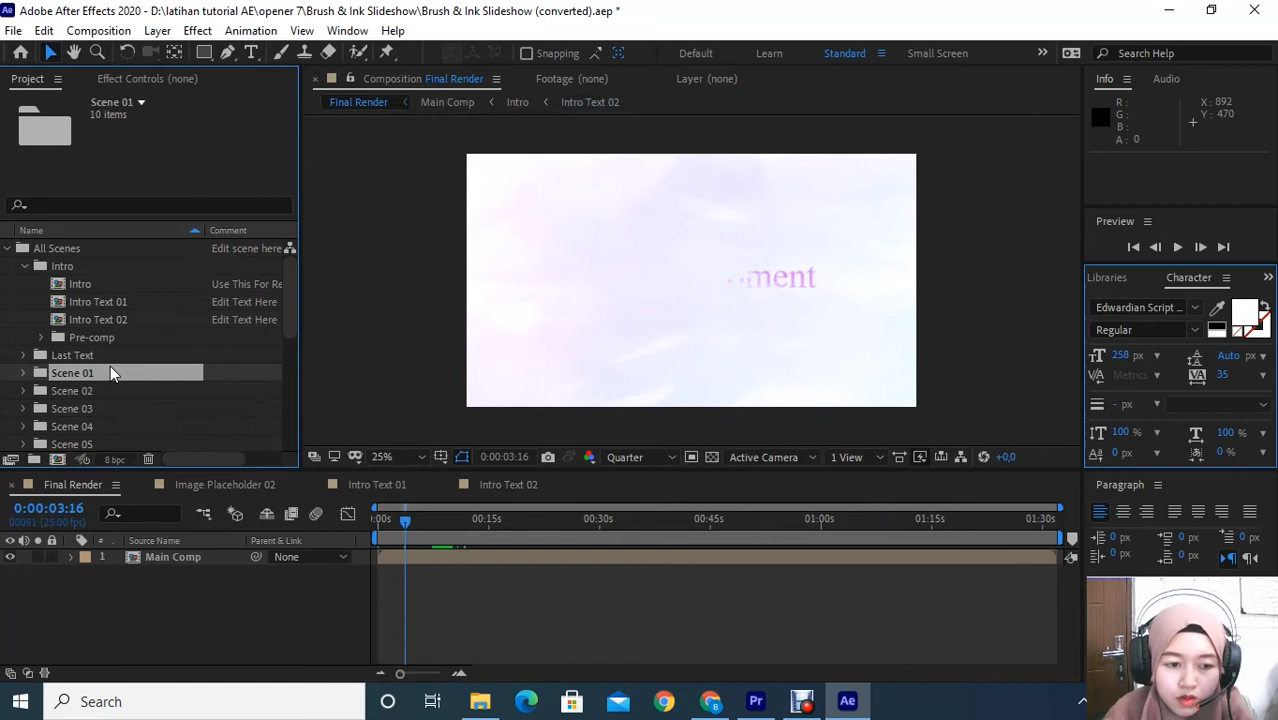 Adobe After Effects 2020 - D:\latihan tutorial AE\opener 7\Brush & Ink Slideshow\Brush & Ink Slideshow (converted).aep *
File Edit Composition Layer Effect Animation View Window Help
Snapping Default Learn Standard Small Screen Search Help
Project Effect Controls (none) Composition Final Render Footage (none) Layer (none) Info Audio
Final Render Main Comp Intro Intro Text 02
Scene 01
10 items
R: X: 892
G: Y: 470
B:
A: 0
Name Comment
All Scenes Edit scene here
Intro
Intro Use This For Re
Intro Text 01 Edit Text Here
Intro Text 02 Edit Text Here
Pre-comp
Last Text
Scene 01
Scene 02
Scene 03
Scene 04
Scene 05
8 bpc
ment
25% 0:00:03:16 Quarter Active Camera 1 View +0,0
Preview
Libraries Character
Edwardian Script ...
Regular
258 px Auto px
Metrics 35
- px
100 % 100 %
0 px 0 %
Paragraph
0 px 0 px 0 px
0 px 0 px
Final Render Image Placeholder 02 Intro Text 01 Intro Text 02
0:00:03:16
00091 (25.00 fps)
0:00s 00:15s 00:30s 00:45s 01:00s 01:15s 01:30s
# Source Name Parent & Link
1 Main Comp None
Search
Pr Ae